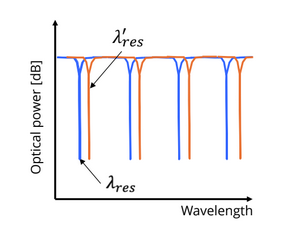 λ′res
Optical power [dB]
λres
Wavelength